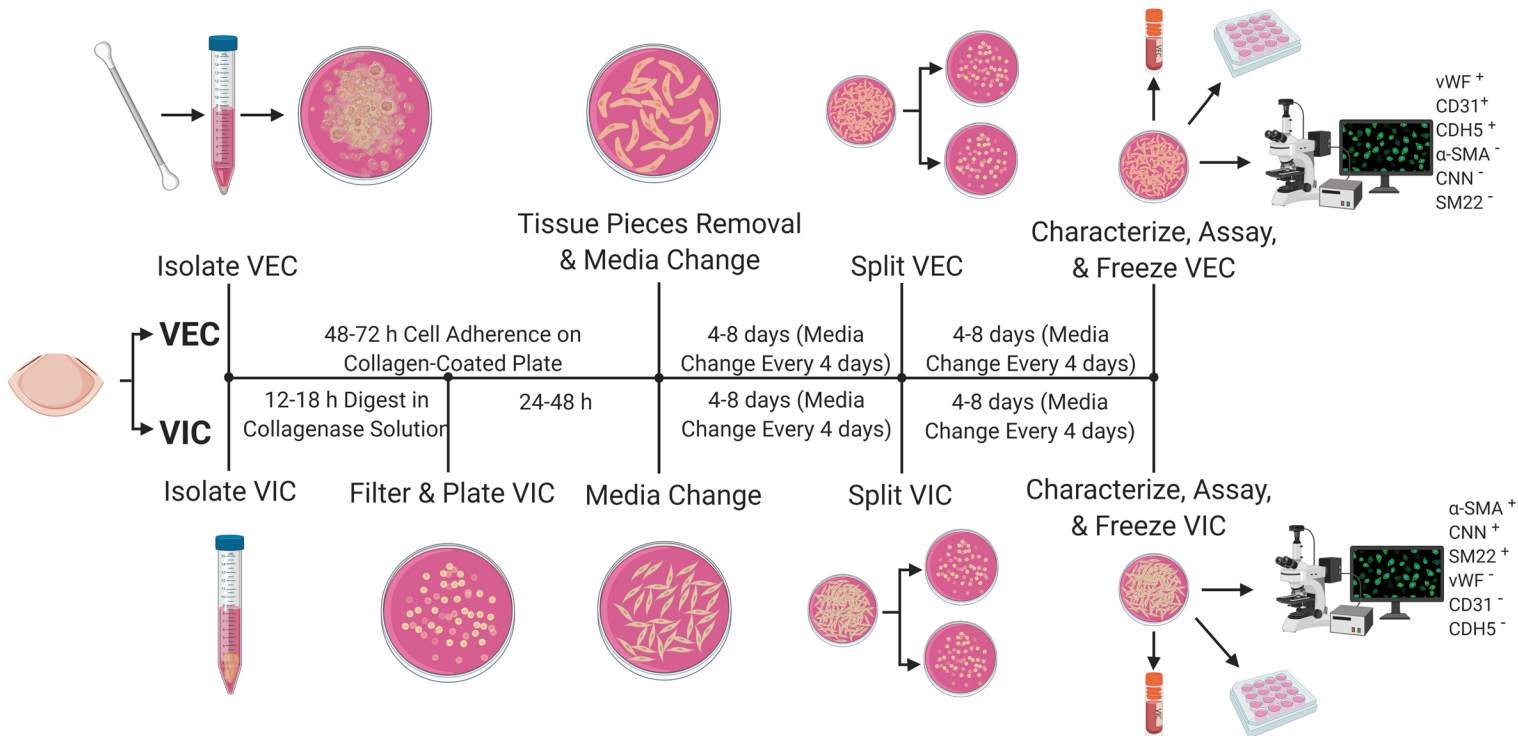 vWF +
CD31+
CDH5 +
α-SMA -
CNN -
SM22 -
VEC
Tissue Pieces Removal
& Media Change
Characterize, Assay,
& Freeze VEC
Isolate VEC
Split VEC
VEC
48-72 h Cell Adherence on
Collagen-Coated Plate
4-8 days (Media
Change Every 4 days)
4-8 days (Media
Change Every 4 days)
VIC
12-18 h Digest in
Collagenase Solution
24-48 h
4-8 days (Media
Change Every 4 days)
4-8 days (Media
Change Every 4 days)
Isolate VIC
Filter & Plate VIC
Media Change
Split VIC
Characterize, Assay,
& Freeze VIC
α-SMA +
CNN +
SM22 +
vWF -
CD31 -
CDH5 -
VIC